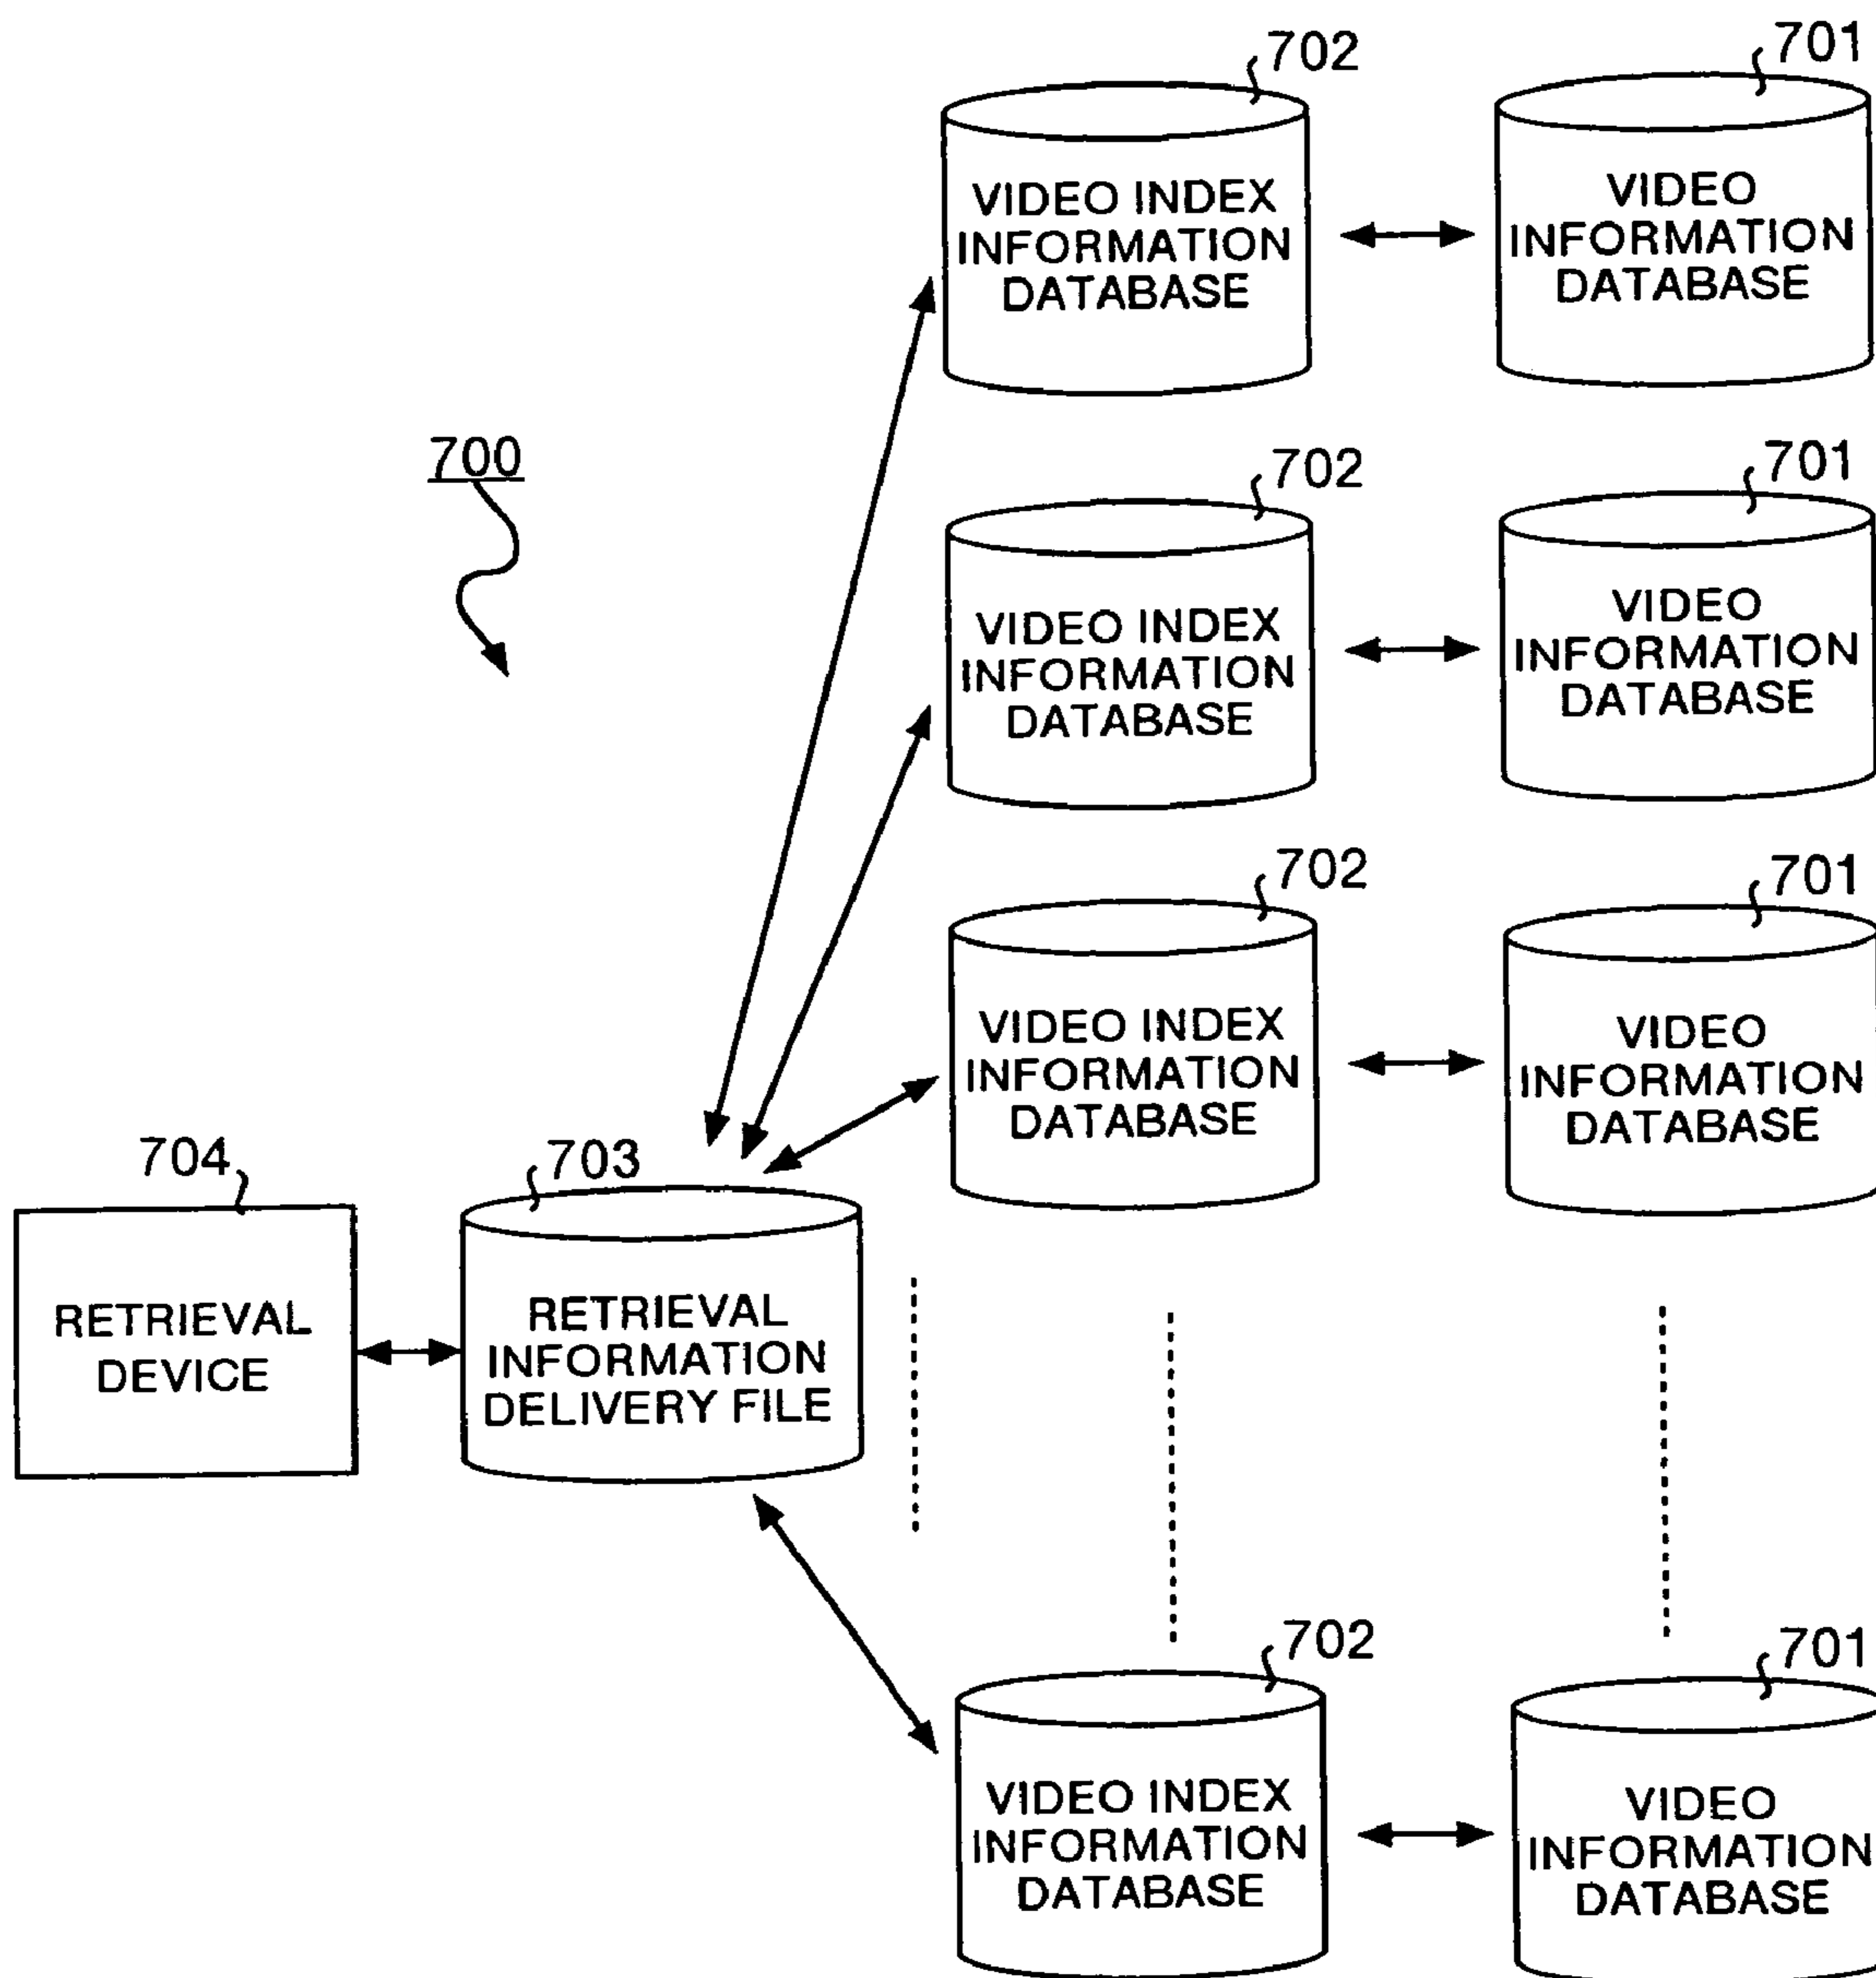 702
701
VIDEO INDEX
INFORMATION
DATABASE
VIDEO
INFORMATION
DATABASE
700
702
701
VIDEO INDEX
INFORMATION
DATABASE
VIDEO
INFORMATION
DATABASE
702
701
VIDEO INDEX
INFORMATION
DATABASE
VIDEO
INFORMATION
DATABASE
704
703
RETRIEVAL
DEVICE
RETRIEVAL
INFORMATION
DELIVERY FILE
702
701
VIDEO INDEX
INFORMATION
DATABASE
VIDEO
INFORMATION
DATABASE